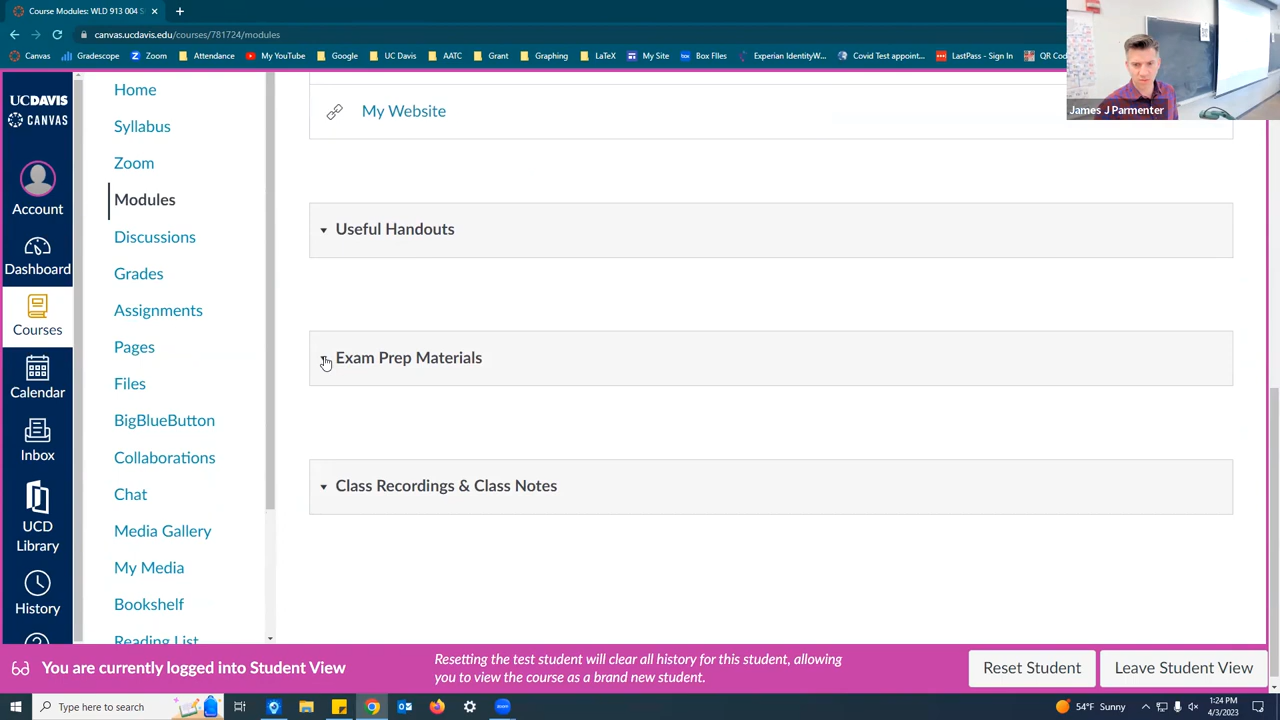 Course Modules: WLD 913 004 S
canvas.ucdavis.edu/courses/781724/modules
Canvas
Gradescope
Zoom
Attendance
My YouTube
Google
UC Davis
AATC
Grant
Graphing
LaTeX
My Site
Box Files
Experian IdentityW...
Covid Test appoint...
LastPass - Sign In
QR Co
James J Parmenter
UCDAVIS
CANVAS
Account
Dashboard
Courses
Calendar
Inbox
UCD
Library
History
Home
Syllabus
Zoom
Modules
Discussions
Grades
Assignments
Pages
Files
BigBlueButton
Collaborations
Chat
Media Gallery
My Media
Bookshelf
Reading List
My Website
Useful Handouts
Exam Prep Materials
Class Recordings & Class Notes
You are currently logged into Student View
Resetting the test student will clear all history for this student, allowing
you to view the course as a brand new student.
Reset Student
Leave Student View
Type here to search
54°F Sunny
1:24 PM
4/3/2023